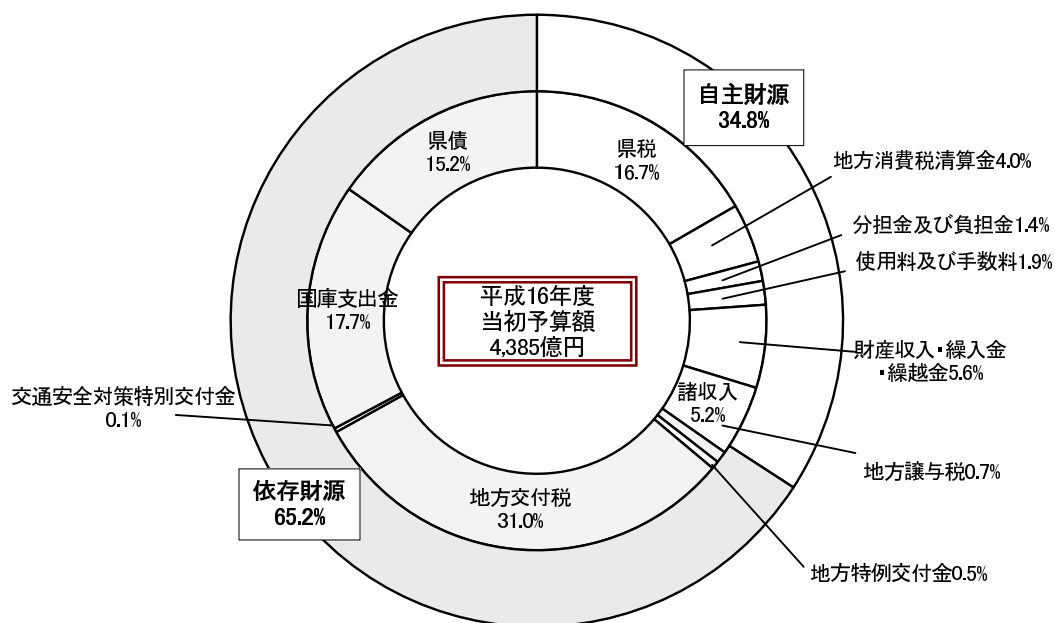 自主財源
34.8%
県税
16.7%
地方消費税清算金4.0%
分担金及び負担金1.4%
使用料及び手数料1.9%
財産収入・繰入金
・繰越金5.6%
諸収入
5.2%
地方譲与税0.7%
地方特例交付金0.5%
地方交付税
31.0%
依存財源
65.2%
交通安全対策特別交付金
0.1%
国庫支出金
17.7%
県債
15.2%
平成16年度
当初予算額
4,385億円